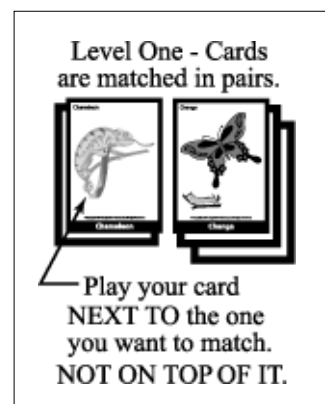 Level One - Cards
are matched in pairs.
Chameleon
Change
Chameleon
Change
Play your card
NEXT TO the one
you want to match.
NOT ON TOP OF IT.